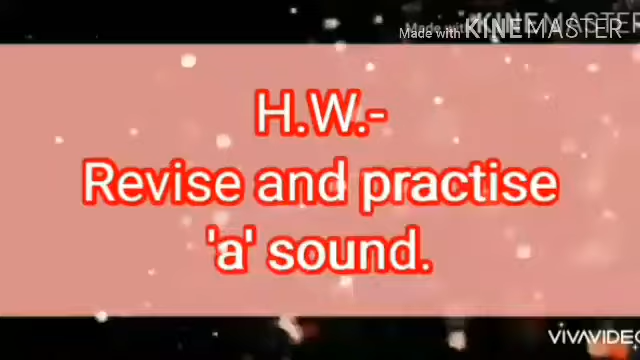 Made with KINEMASTER
H.W.-
Revise and practise
'a' sound.
VIVAVIDEO